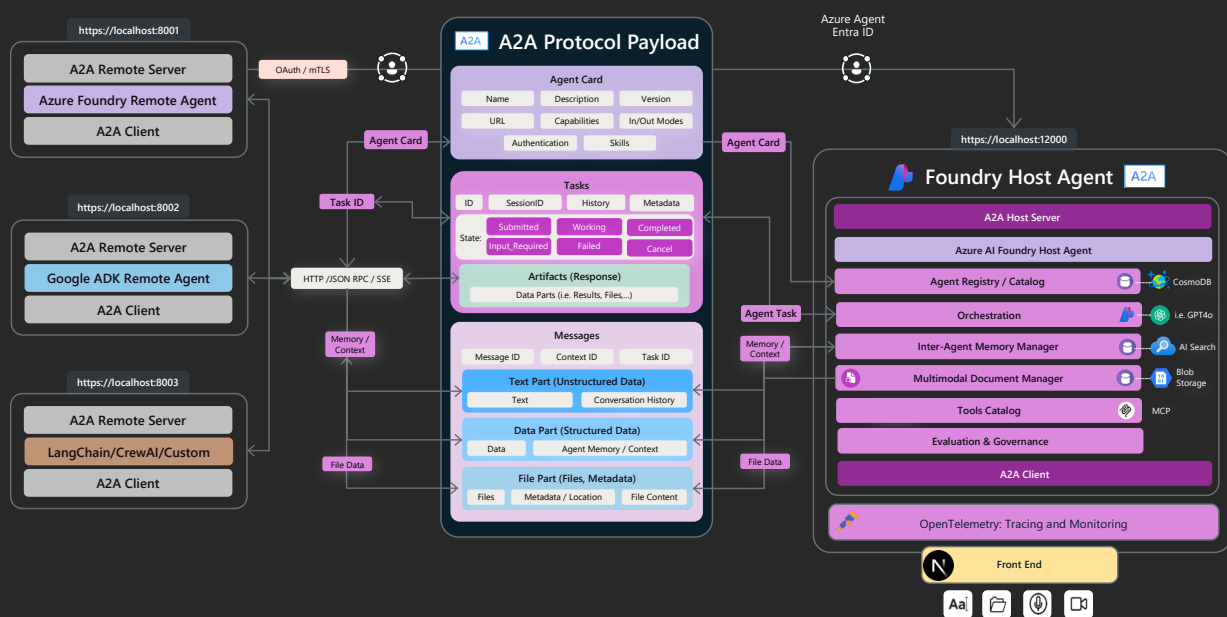 https://localhost:8001
A2A Remote Server
Azure Foundry Remote Agent
A2A Client
https://localhost:8002
A2A Remote Server
Google ADK Remote Agent
A2A Client
https://localhost:8003
A2A Remote Server
LangChain/CrewAI/Custom
A2A Client
OAuth / mTLS
Agent Card
Task ID
HTTP /JSON RPC / SSE
Memory /
Context
File Data
A2A
A2A Protocol Payload
Agent Card
Name
Description
Version
URL
Capabilities
In/Out Modes
Authentication
Skills
Tasks
ID
SessionID
History
Metadata
State:
Submitted
Working
Completed
Input_Required
Failed
Cancel
Artifacts (Response)
Data Parts (i.e. Results, Files,...)
Messages
Message ID
Context ID
Task ID
Text Part (Unstructured Data)
Text
Conversation History
Data Part (Structured Data)
Data
Agent Memory / Context
File Part (Files, Metadata)
Files
Metadata / Location
File Content
Azure Agent
Entra ID
Agent Card
Agent Task
Memory /
Context
File Data
https://localhost:12000
Foundry Host Agent
A2A
A2A Host Server
Azure AI Foundry Host Agent
Agent Registry / Catalog
CosmoDB
Orchestration
i.e. GPT4o
Inter-Agent Memory Manager
AI Search
Multimodal Document Manager
Blob
Storage
Tools Catalog
MCP
Evaluation & Governance
A2A Client
OpenTelemetry: Tracing and Monitoring
N
Front End
Aa